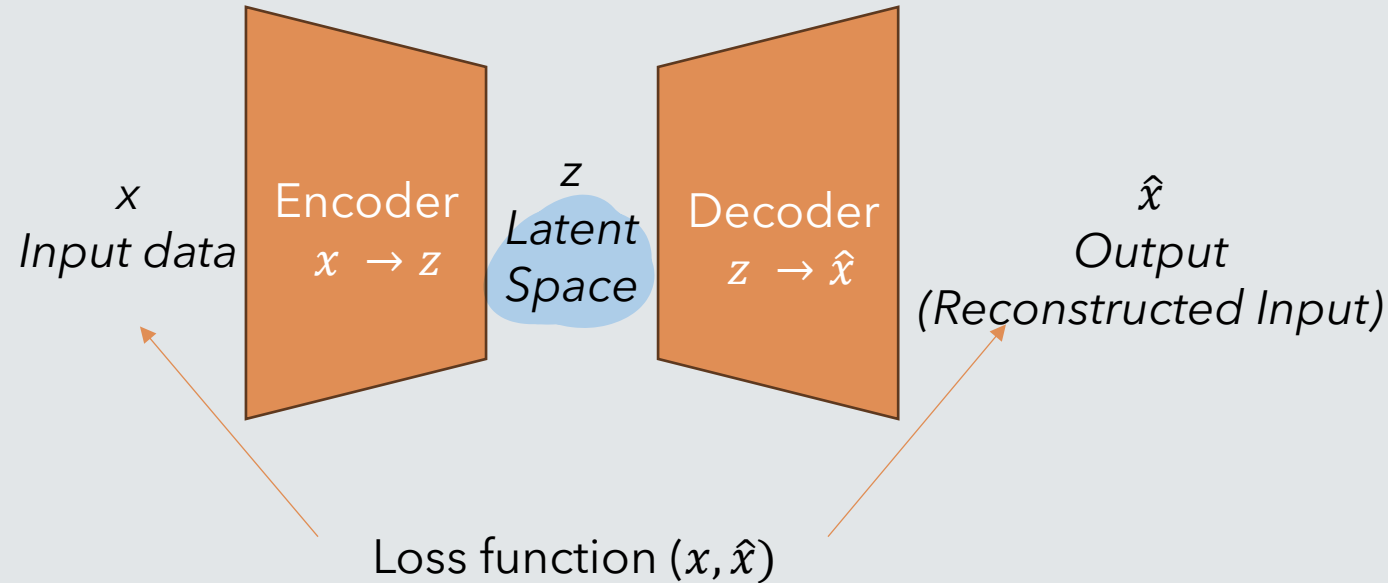 x
Input data
Encoder
x → z
z
Latent
Space
Decoder
z → x̂
x̂
Output
(Reconstructed Input)
Loss function (x, x̂)